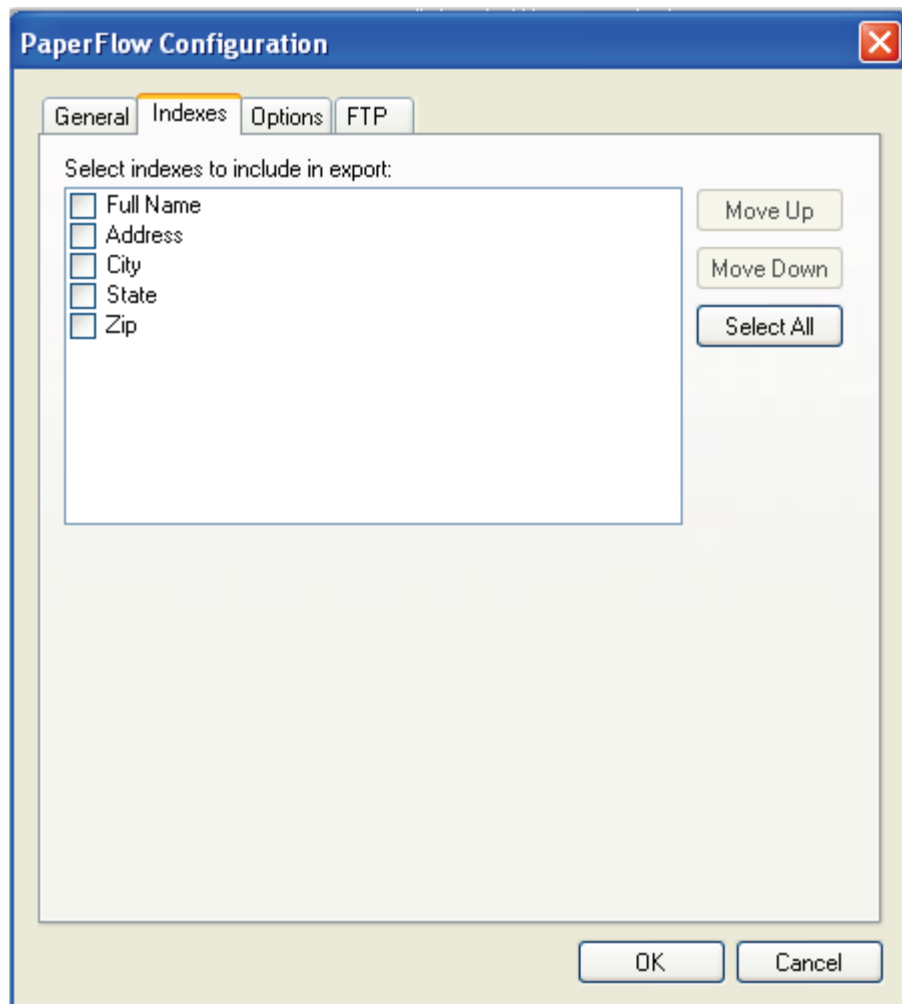 PaperFlow Configuration
General Indexes Options FTP
Select indexes to include in export:
Full Name
Address
City
State
Zip
Move Up
Move Down
Select All
OK Cancel